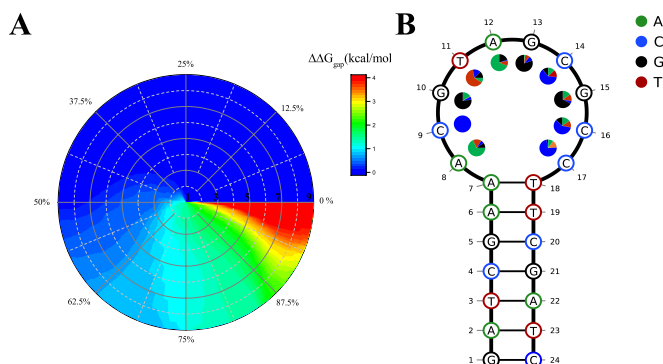 A
B
ΔΔG gap (kcal/mol
4
3
2
1
0
25%
12.5%
0 %
87.5%
75%
62.5%
50%
37.5%
A
C
G
T
12
13
11
14
10
15
9
16
8
17
7
18
6
19
5
20
4
21
3
22
2
23
1
24
A
G
T
C
G
G
C
C
A
C
A
T
A
T
G
C
C
G
T
A
A
T
G
C